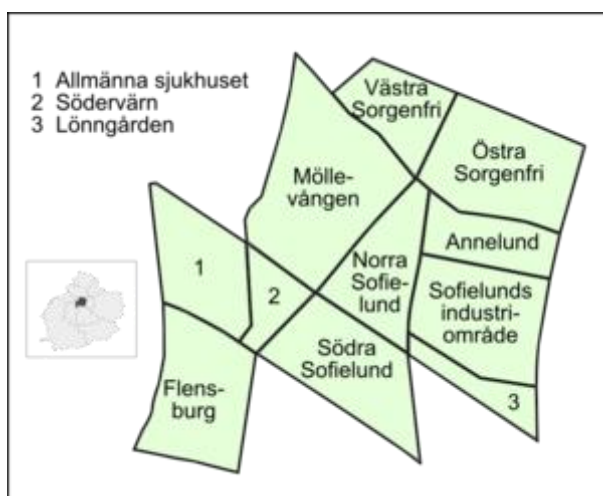 1 Allmänna sjukhuset
2 Södervärn
3 Lönngården
Västra
Sorgenfri
Östra
Sorgenfri
Mölle-
vången
Annelund
1
2
Norra
Sofie-
lund
Sofielunds
industri-
område
Södra
Sofielund
Flens-
burg
3